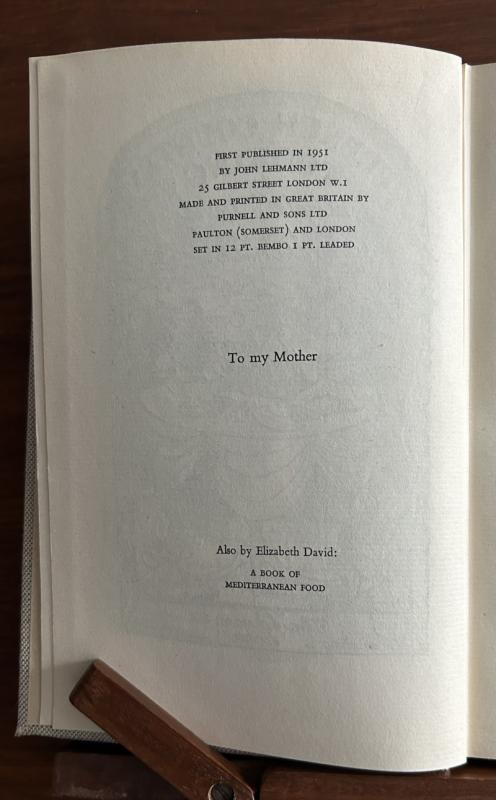 FIRST PUBLISHED IN 1951
BY JOHN LEHMANN LTD
25 GILBERT STREET LONDON W.1
MADE AND PRINTED IN GREAT BRITAIN BY
PURNELL AND SONS LTD
PAULTON (SOMERSET) AND LONDON
SET IN 12 PT. BEMBO 1 PT. LEADED
To my Mother
Also by Elizabeth David:
A BOOK OF
MEDITERRANEAN FOOD